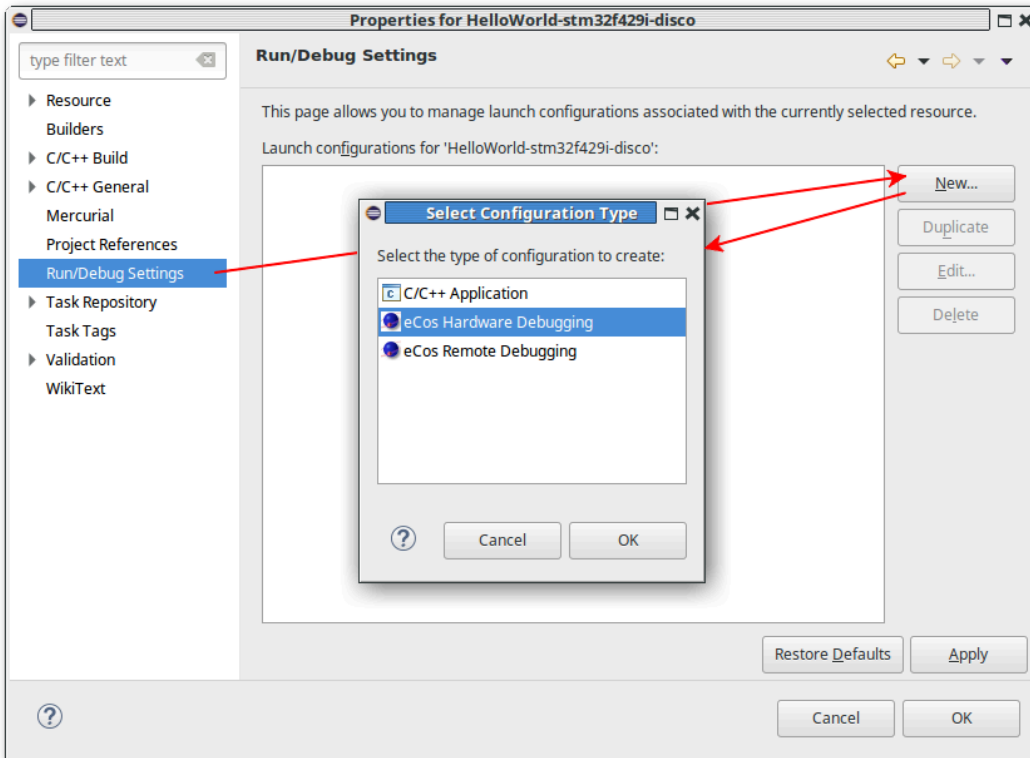 Properties for HelloWorld-stm32f429i-disco
type filter text
Resource
Builders
C/C++ Build
C/C++ General
Mercurial
Project References
Run/Debug Settings
Task Repository
Task Tags
Validation
WikiText
Run/Debug Settings
This page allows you to manage launch configurations associated with the currently selected resource.
Launch configurations for 'HelloWorld-stm32f429i-disco':
New...
Duplicate
Edit...
Delete
Select Configuration Type
Select the type of configuration to create:
c C/C++ Application
eCos Hardware Debugging
eCos Remote Debugging
? Cancel OK
Restore Defaults Apply
? Cancel OK